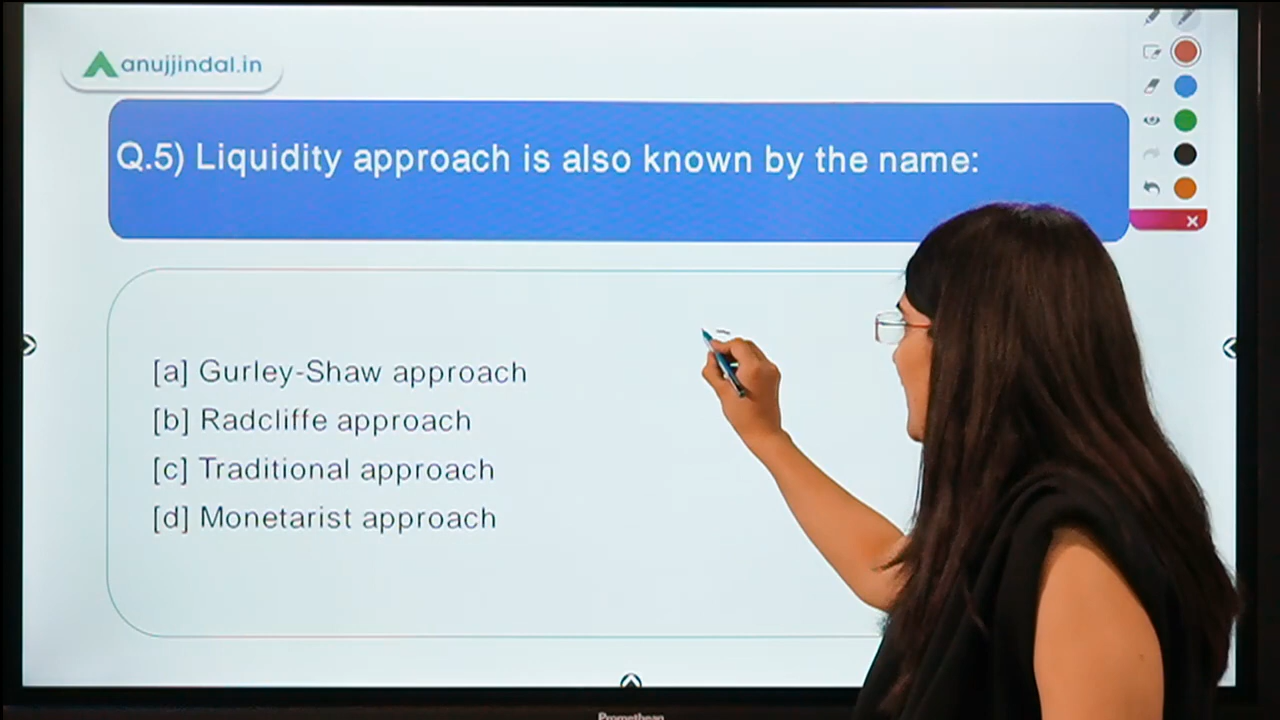 anujjindal.in
Q.5) Liquidity approach is also known by the name:
[a] Gurley-Shaw approach
[b] Radcliffe approach
[c] Traditional approach
[d] Monetarist approach
Promethean